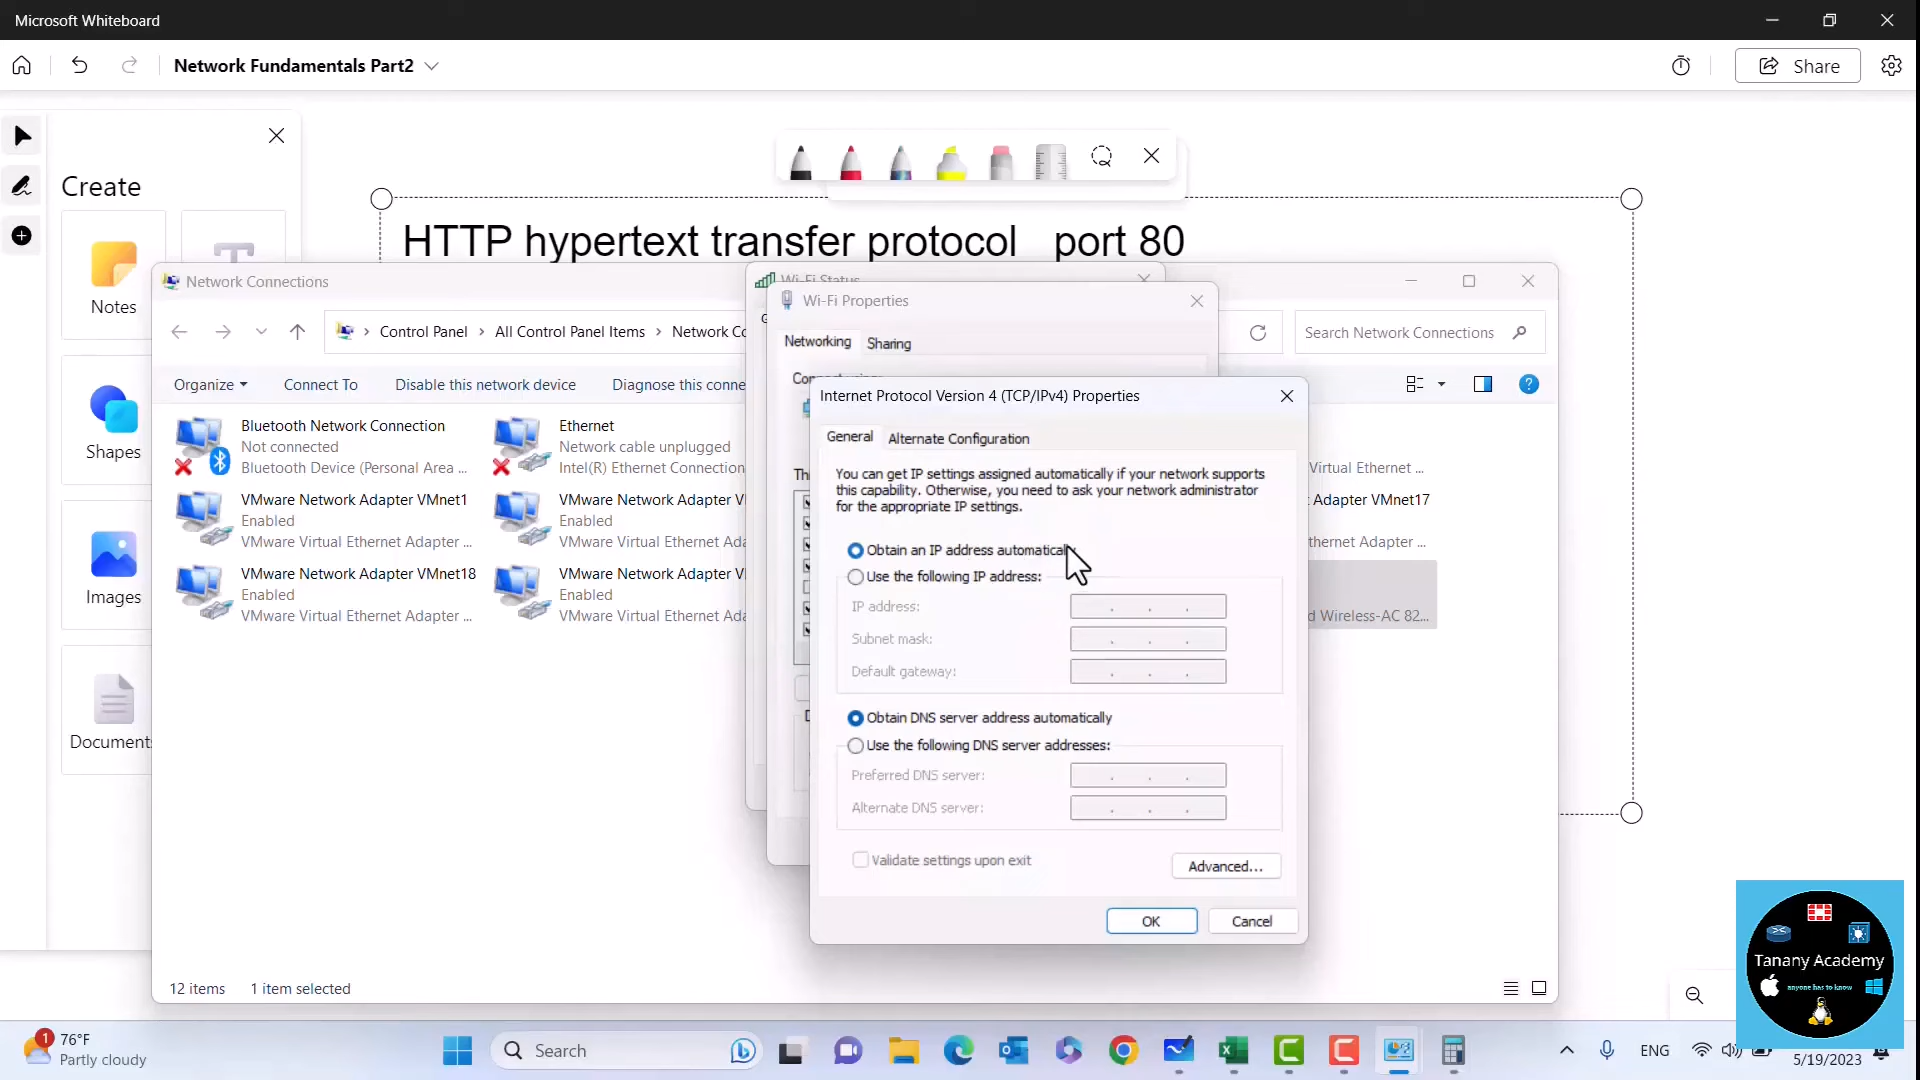 Microsoft Whiteboard
Network Fundamentals Part2
Share
Create
Notes
Shapes
Images
Document
HTTP hypertext transfer protocol port 80
Network Connections
Control Panel > All Control Panel Items > Network Co
Search Network Connections
Organize
Connect To
Disable this network device
Diagnose this conne
Bluetooth Network Connection
Not connected
Bluetooth Device (Personal Area ...
Ethernet
Network cable unplugged
Intel(R) Ethernet Connection
VMware Network Adapter VMnet1
Enabled
VMware Virtual Ethernet Adapter ...
VMware Network Adapter V
Enabled
VMware Virtual Ethernet Ada
VMware Network Adapter VMnet18
Enabled
VMware Virtual Ethernet Adapter ...
VMware Network Adapter V
Enabled
VMware Virtual Ethernet Ada
Virtual Ethernet ...
Adapter VMnet17
thernet Adapter ...
d Wireless-AC 82...
12 items
1 item selected
Wi-Fi Status
Wi-Fi Properties
Networking
Sharing
Internet Protocol Version 4 (TCP/IPv4) Properties
General
Alternate Configuration
You can get IP settings assigned automatically if your network supports
this capability. Otherwise, you need to ask your network administrator
for the appropriate IP settings.
Obtain an IP address automatically
Use the following IP address:
IP address:
Subnet mask:
Default gateway:
Obtain DNS server address automatically
Use the following DNS server addresses:
Preferred DNS server:
Alternate DNS server:
Validate settings upon exit
Advanced...
OK
Cancel
Tanany Academy
anyone has to know
1
76°F
Partly cloudy
Search
ENG
5/19/2023